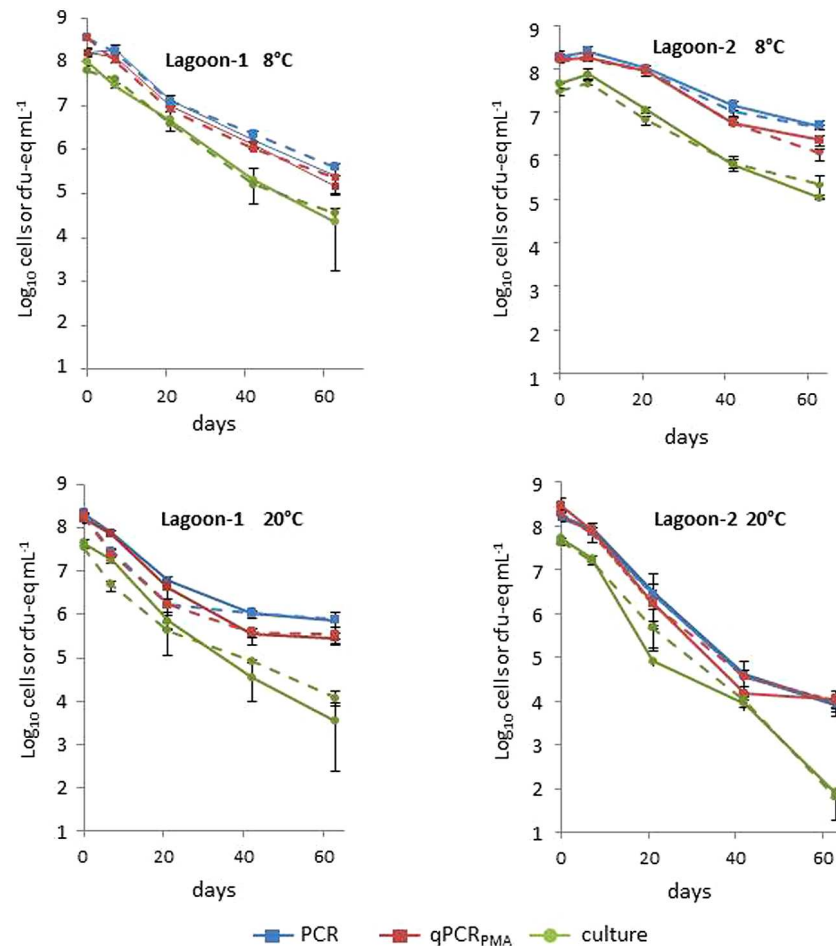 Lagoon-1 8°C
Log10 cells or cfu-eq mL-1
9
8
7
6
5
4
3
2
1
0 20 40 60
days
Lagoon-2 8°C
Log10 cells or cfu-eq mL-1
9
8
7
6
5
4
3
2
1
0 20 40 60
days
Lagoon-1 20°C
Log10 cells or cfu-eq mL-1
9
8
7
6
5
4
3
2
1
0 20 40 60
days
Lagoon-2 20°C
Log10 cells or cfu-eq mL-1
9
8
7
6
5
4
3
2
1
0 20 40 60
days
PCR qPCRPMA culture